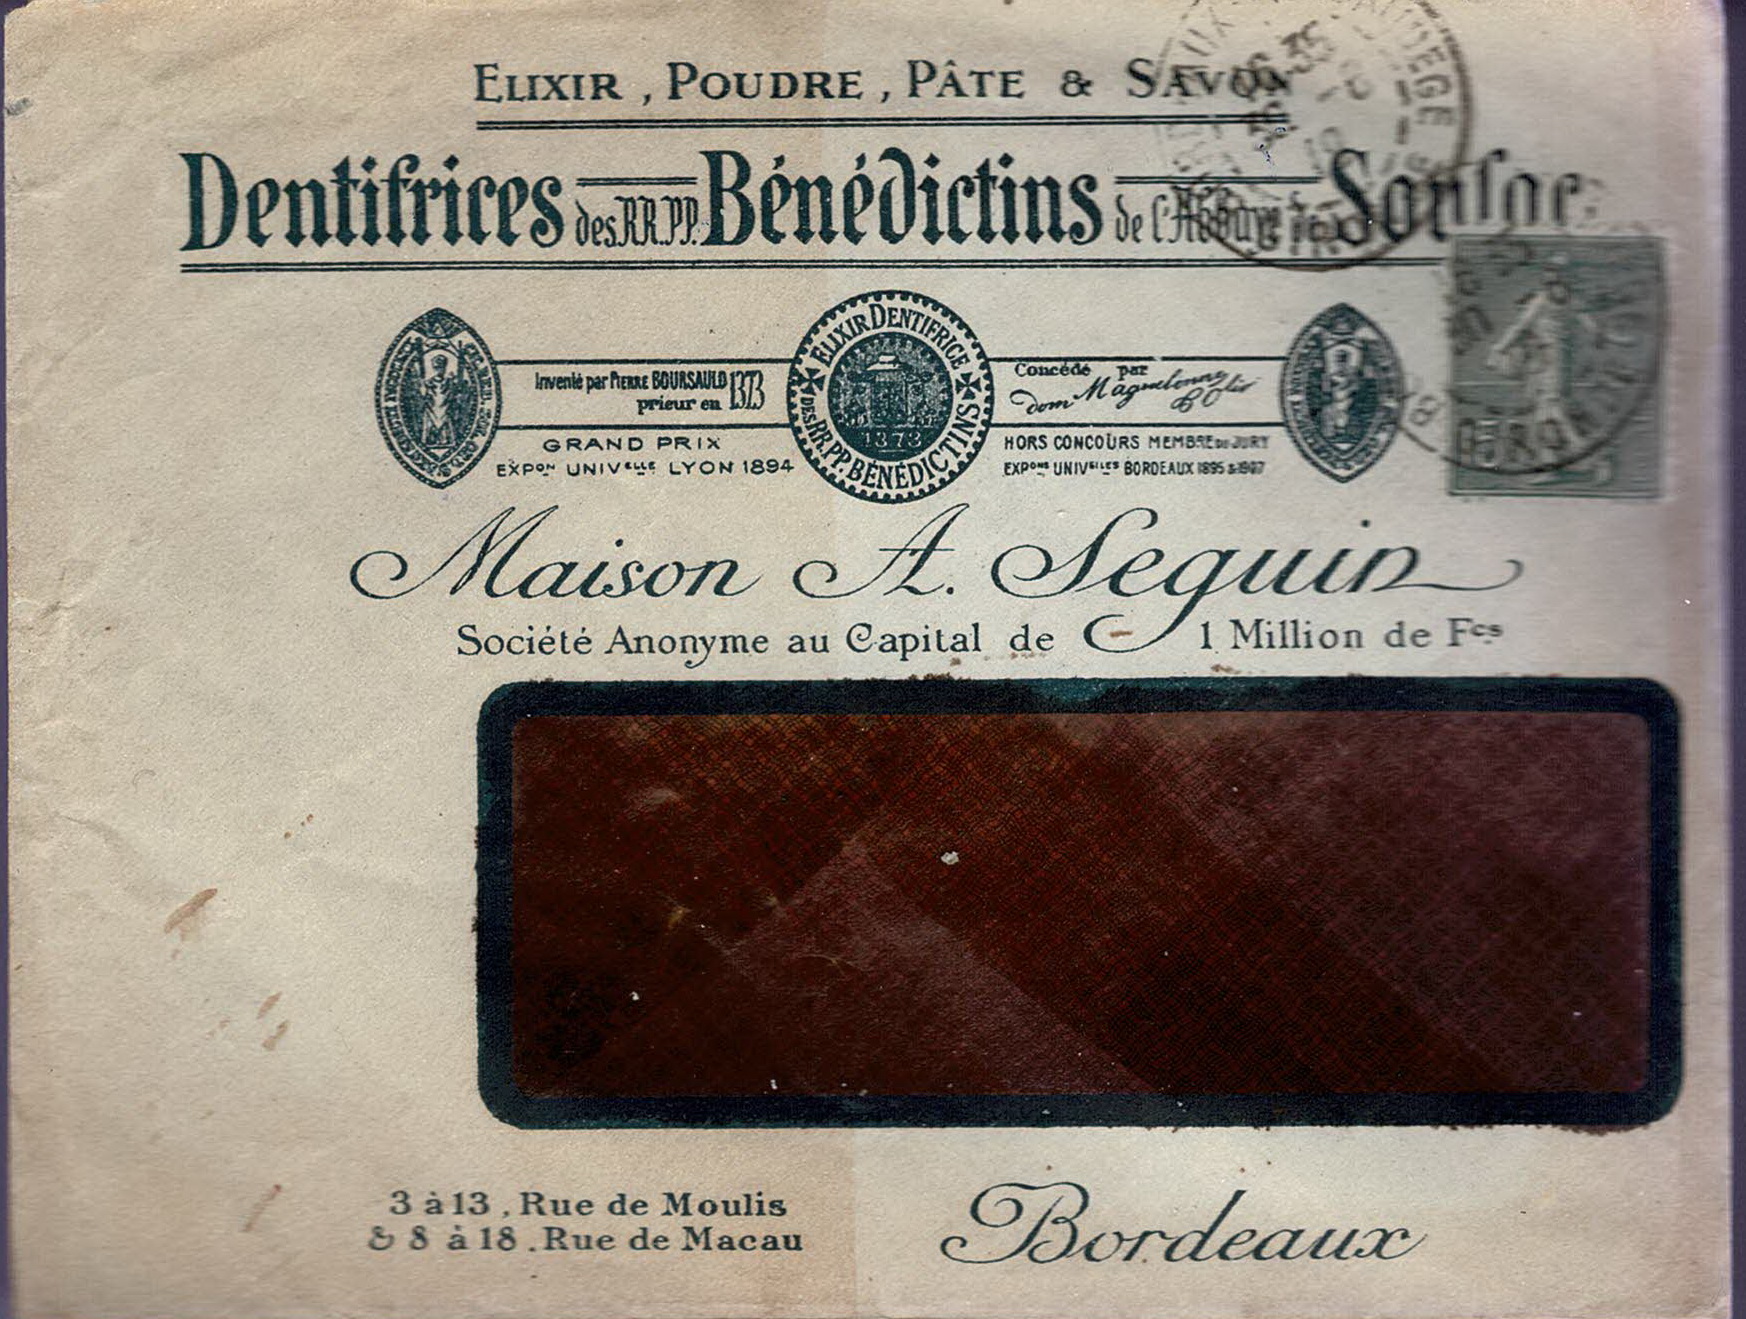 ELIXIR, POUDRE, PÂTE & SAVON
Dentifrices des RR.PP. Bénédictins de l'Abbaye de Soulac
ELIXIR DENTIFRICE
DES RR.PP. BÉNÉDICTINS
1373
Inventé par PIERRE BOURSAULD 1373
prieur en
GRAND PRIX
EXPON UNIVELLE LYON 1894
Concédé par
dom Maguelonne
HORS CONCOURS MEMBRE DU JURY
EXPONS UNIVELLES BORDEAUX 1895 & 1907
Maison A. Seguin
Société Anonyme au Capital de 1 Million de Fcs
3 à 13, Rue de Moulis
& 8 à 18. Rue de Macau
Bordeaux